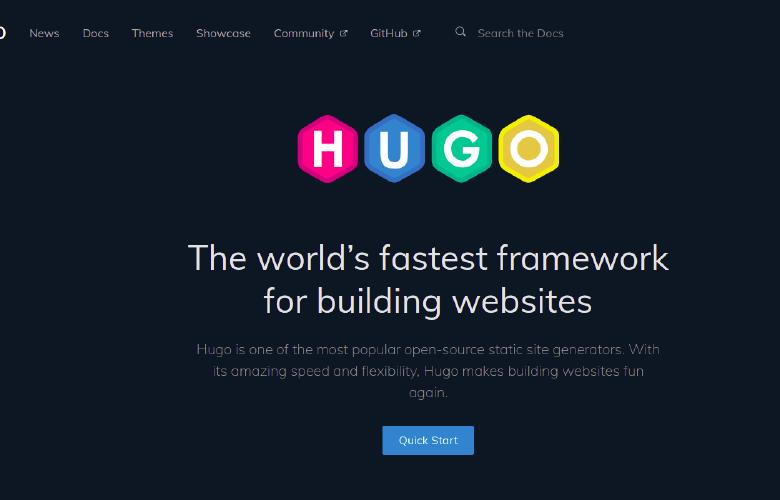 News Docs Themes Showcase Community GitHub Search the Docs
HUGO
The world's fastest framework
for building websites
Hugo is one of the most popular open-source static site generators. With
its amazing speed and flexibility, Hugo makes building websites fun
again.
Quick Start